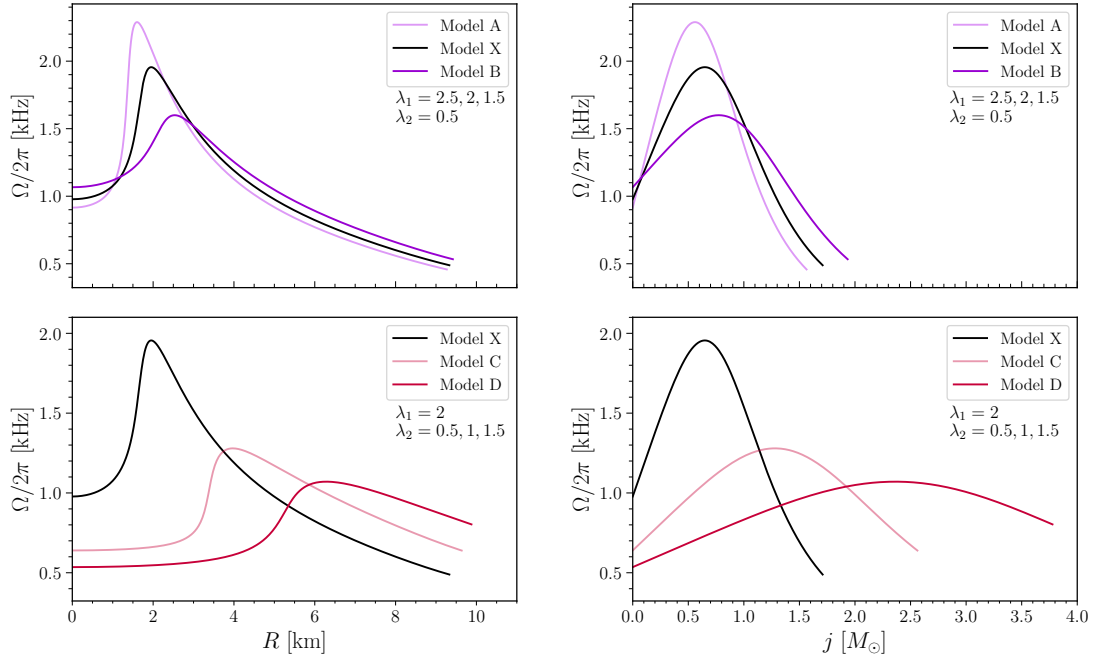 Ω/2π [kHz]
2.0
1.5
1.0
0.5
Model A
Model X
Model B
λ₁ = 2.5, 2, 1.5
λ₂ = 0.5
Ω/2π [kHz]
2.0
1.5
1.0
0.5
Model A
Model X
Model B
λ₁ = 2.5, 2, 1.5
λ₂ = 0.5
Ω/2π [kHz]
2.0
1.5
1.0
0.5
Model X
Model C
Model D
λ₁ = 2
λ₂ = 0.5, 1, 1.5
0 2 4 6 8 10
R [km]
Ω/2π [kHz]
2.0
1.5
1.0
0.5
Model X
Model C
Model D
λ₁ = 2
λ₂ = 0.5, 1, 1.5
0.0 0.5 1.0 1.5 2.0 2.5 3.0 3.5 4.0
j [M☉]